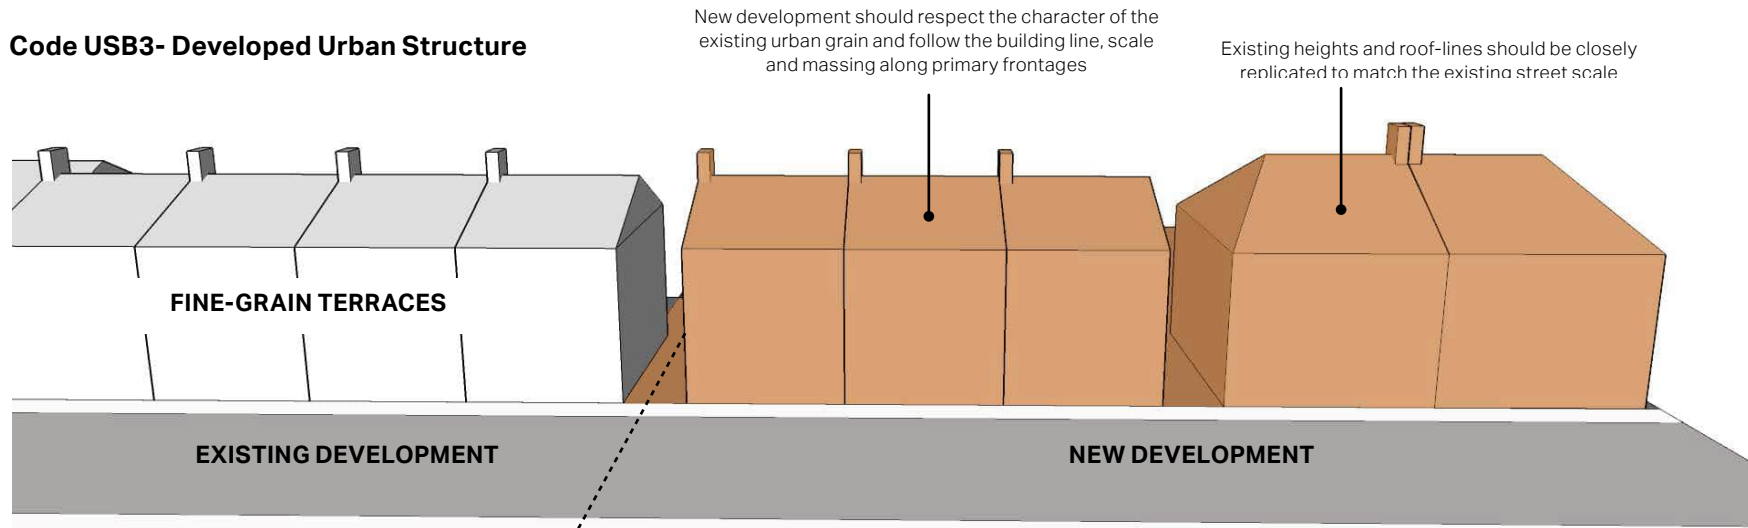 Code USB3- Developed Urban Structure
New development should respect the character of the
existing urban grain and follow the building line, scale
and massing along primary frontages
Existing heights and roof-lines should be closely
replicated to match the existing street scale
FINE-GRAIN TERRACES
EXISTING DEVELOPMENT
NEW DEVELOPMENT